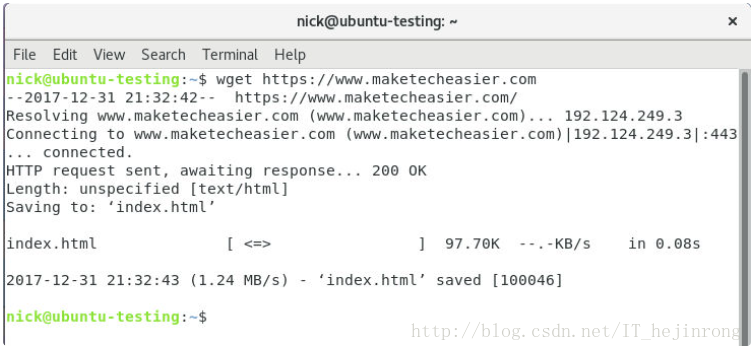 nick@ubuntu-testing: ~ ×
File Edit View Search Terminal Help
nick@ubuntu-testing:~$ wget https://www.maketecheasier.com
--2017-12-31 21:32:42-- https://www.maketecheasier.com/
Resolving www.maketecheasier.com (www.maketecheasier.com)... 192.124.249.3
Connecting to www.maketecheasier.com (www.maketecheasier.com)|192.124.249.3|:443
... connected.
HTTP request sent, awaiting response... 200 OK
Length: unspecified [text/html]
Saving to: ‘index.html’
index.html [ <=> ] 97.70K --.-KB/s in 0.08s
2017-12-31 21:32:43 (1.24 MB/s) - ‘index.html’ saved [100046]
nick@ubuntu-testing:~$
http://blog.csdn.net/IT_hejinrong